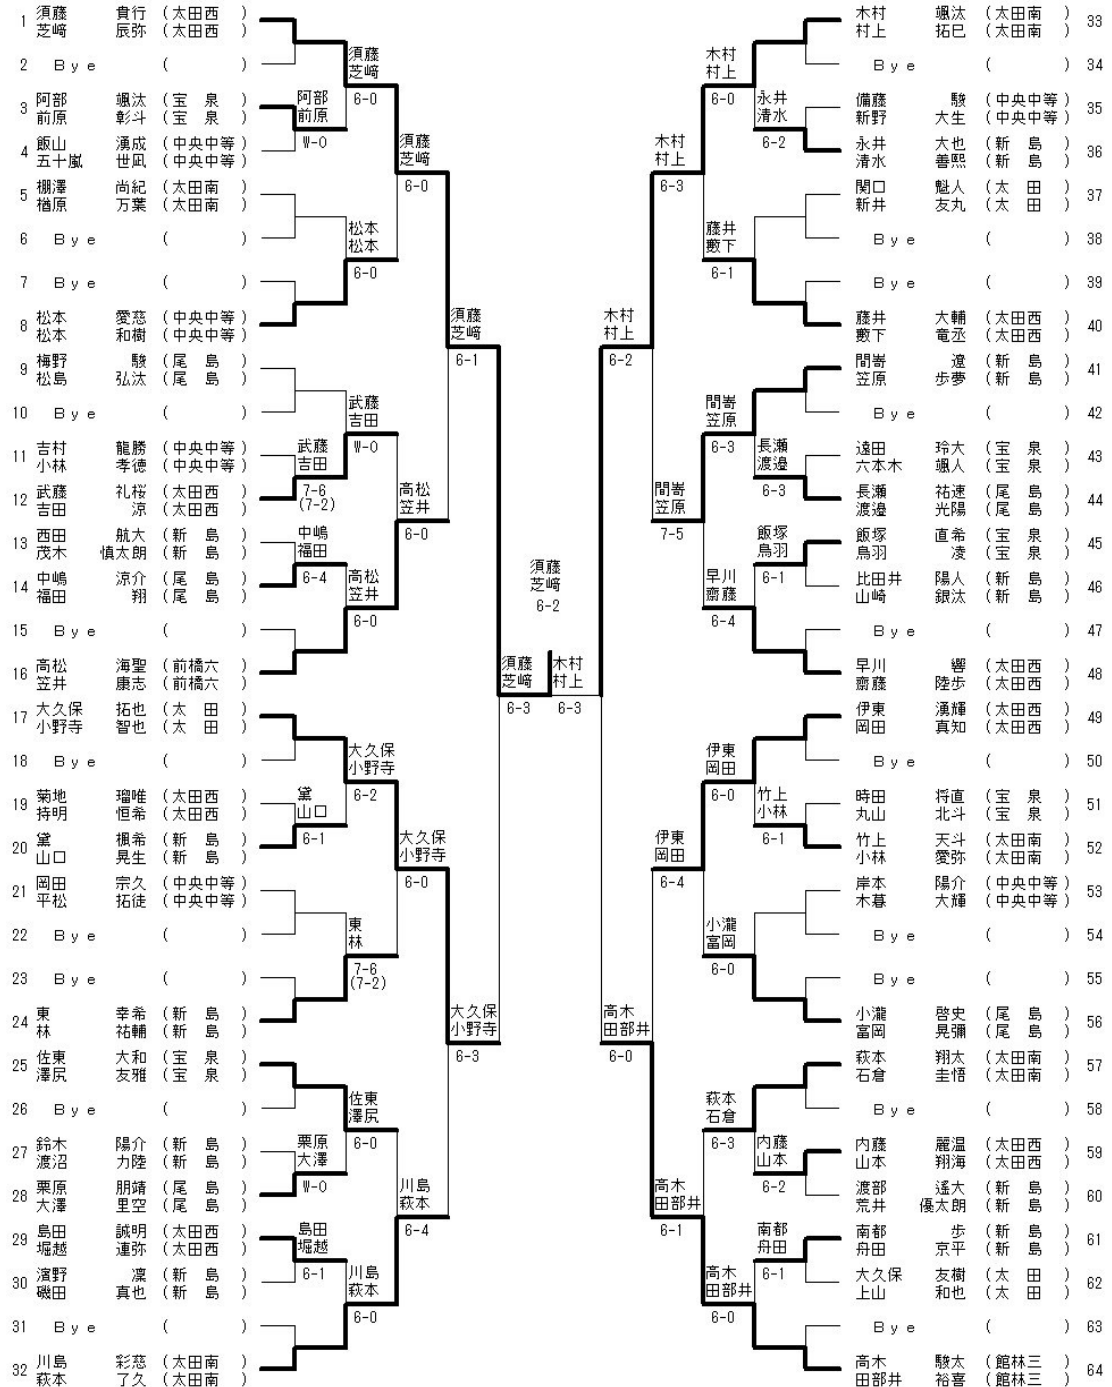 1 須藤 貴行 (太田西)
芝﨑 辰弥 (太田西)
2 Bye ( )
3 阿部 颯汰 (宝 泉)
前原 彰斗 (宝 泉)
4 飯山 湧成 (中央中等)
五十嵐 世凪 (中央中等)
5 棚澤 尚紀 (太田南)
楢原 万葉 (太田南)
6 Bye ( )
7 Bye ( )
8 松本 愛慈 (中央中等)
松本 和樹 (中央中等)
9 梅野 駿 (尾 島)
松島 弘汰 (尾 島)
10 Bye ( )
11 吉村 龍勝 (中央中等)
小林 孝徳 (中央中等)
12 武藤 礼桜 (太田西)
吉田 涼 (太田西)
13 西田 航大 (新 島)
茂木 慎太朗 (新 島)
14 中嶋 涼介 (尾 島)
福田 翔 (尾 島)
15 Bye ( )
16 高松 海聖 (前橋六)
笠井 康志 (前橋六)
17 大久保 拓也 (太 田)
小野寺 智也 (太 田)
18 Bye ( )
19 菊地 瑠唯 (太田西)
持明 恒希 (太田西)
20 黛 楓希 (新 島)
山口 晃生 (新 島)
21 岡田 宗久 (中央中等)
平松 拓徒 (中央中等)
22 Bye ( )
23 Bye ( )
24 東 幸希 (新 島)
林 祐輔 (新 島)
25 佐東 大和 (宝 泉)
澤尻 友雅 (宝 泉)
26 Bye ( )
27 鈴木 陽介 (新 島)
渡沼 力陸 (新 島)
28 栗原 朋靖 (尾 島)
大澤 里空 (尾 島)
29 島田 誠明 (太田西)
堀越 連弥 (太田西)
30 濱野 凜 (新 島)
磯田 真也 (新 島)
31 Bye ( )
32 川島 彩慈 (太田南)
萩本 了久 (太田南)
須藤
芝﨑
6-0
阿部
前原
W-0
須藤
芝﨑
6-0
松本
松本
6-0
須藤
芝﨑
6-1
武藤
吉田
W-0
武藤
吉田
7-6
(7-2)
高松
笠井
6-0
中嶋
福田
6-4
高松
笠井
6-0
須藤
芝﨑
6-3
大久保
小野寺
6-2
黛
山口
6-1
大久保
小野寺
6-0
東
林
7-6
(7-2)
大久保
小野寺
6-3
佐東
澤尻
6-0
栗原
大澤
W-0
川島
萩本
6-4
島田
堀越
6-1
川島
萩本
6-0
須藤
芝﨑
6-2
木村
村上
6-3
木村
村上
6-0
永井
清水
6-2
木村
村上
6-3
藤井
藪下
6-1
木村
村上
6-2
間嵜
笠原
6-3
長瀬
渡邉
6-3
間嵜
笠原
7-5
飯塚
鳥羽
6-1
早川
齋藤
6-4
伊東
岡田
6-0
竹上
小林
6-1
伊東
岡田
6-4
小瀧
富岡
6-0
高木
田部井
6-0
萩本
石倉
6-3
内藤
山本
6-2
高木
田部井
6-1
南都
舟田
6-1
高木
田部井
6-0
木村 颯汰 (太田南) 33
村上 拓巳 (太田南)
Bye ( ) 34
備藤 駿 (中央中等) 35
新野 大生 (中央中等)
永井 大也 (新 島) 36
清水 善熙 (新 島)
関口 魁人 (太 田) 37
新井 友丸 (太 田)
Bye ( ) 38
Bye ( ) 39
藤井 大輔 (太田西) 40
藪下 竜丞 (太田西)
間嵜 遼 (新 島) 41
笠原 歩夢 (新 島)
Bye ( ) 42
遠田 玲大 (宝 泉) 43
六本木 颯人 (宝 泉)
長瀬 祐速 (尾 島) 44
渡邉 光陽 (尾 島)
飯塚 直希 (宝 泉) 45
鳥羽 凌 (宝 泉)
比田井 陽人 (新 島) 46
山崎 銀汰 (新 島)
Bye ( ) 47
早川 響 (太田西) 48
齋藤 陸歩 (太田西)
伊東 湧輝 (太田西) 49
岡田 真知 (太田西)
Bye ( ) 50
時田 将直 (宝 泉) 51
丸山 北斗 (宝 泉)
竹上 天斗 (太田南) 52
小林 愛弥 (太田南)
岸本 陽介 (中央中等) 53
木暮 大輝 (中央中等)
Bye ( ) 54
Bye ( ) 55
小瀧 啓史 (尾 島) 56
富岡 晃彌 (尾 島)
萩本 翔太 (太田南) 57
石倉 圭悟 (太田南)
Bye ( ) 58
内藤 麗温 (太田西) 59
山本 翔海 (太田西)
渡部 遙大 (新 島) 60
荒井 優太朗 (新 島)
南都 歩 (新 島) 61
舟田 京平 (新 島)
大久保 友樹 (太 田) 62
上山 和也 (太 田)
Bye ( ) 63
高木 駿太 (館林三) 64
田部井 裕喜 (館林三)